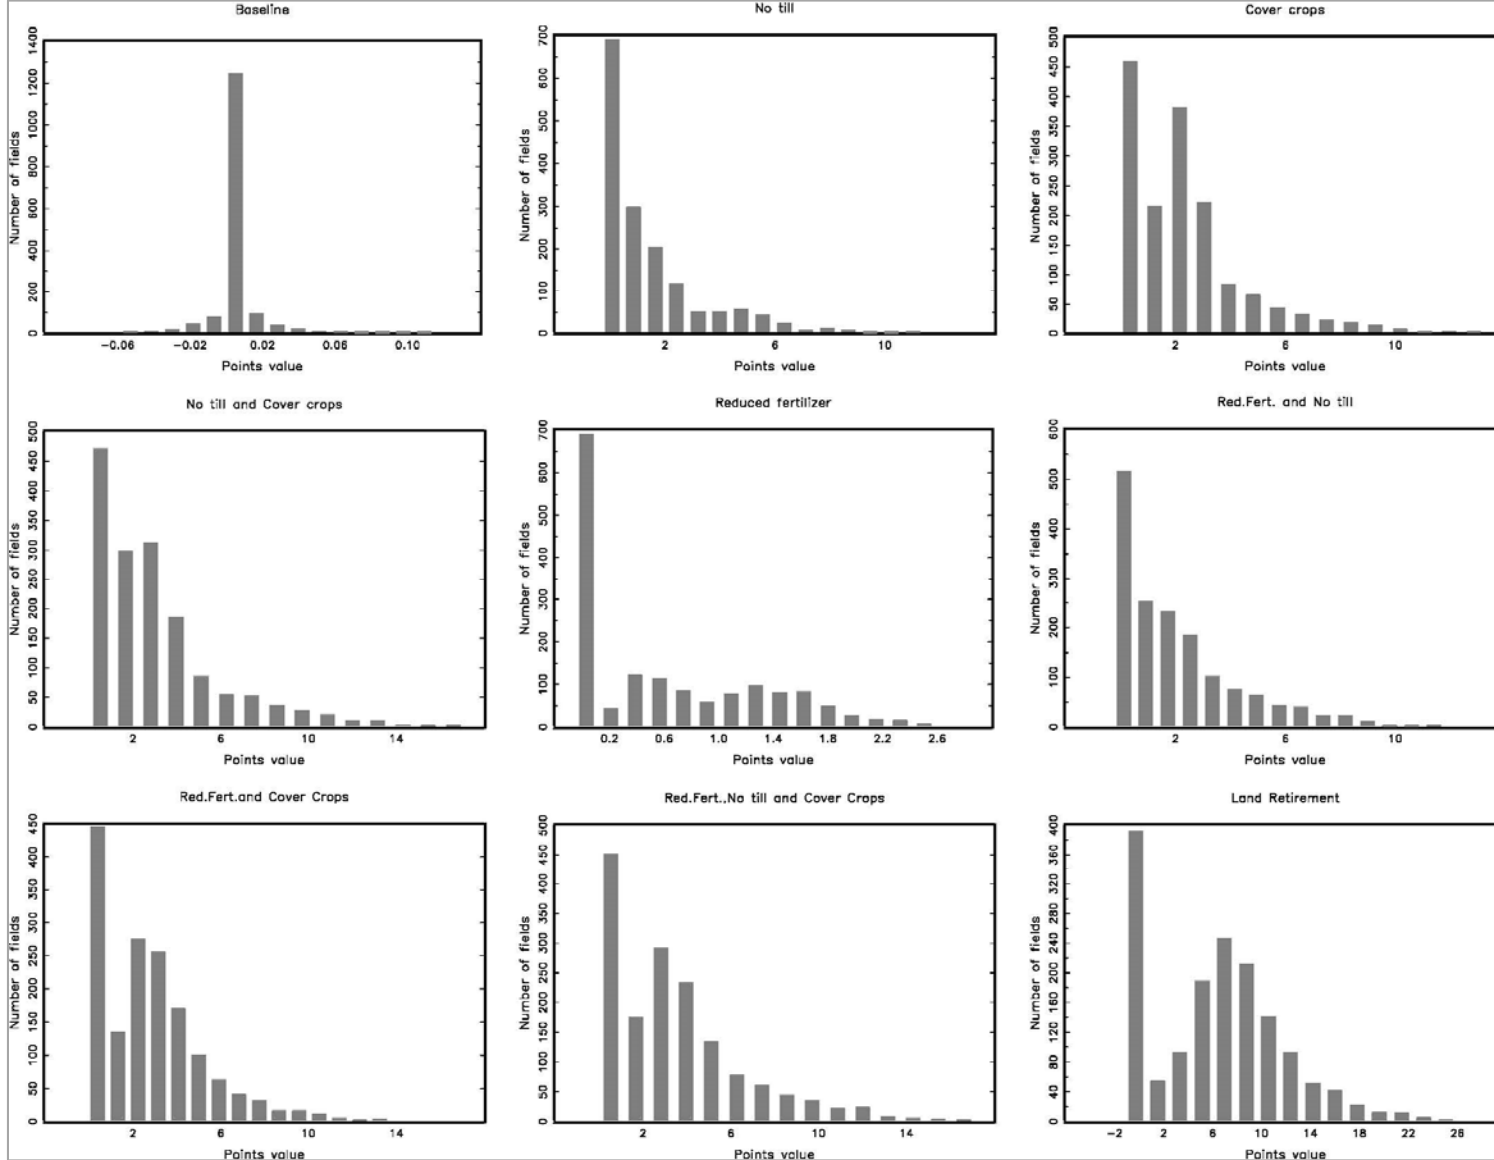 Baseline
Number of fields
0 200 400 600 800 1000 1200 1400
-0.06 -0.02 0.02 0.06 0.10
Points value
No till
Number of fields
0 100 200 300 400 500 600 700
2 6 10
Points value
Cover crops
Number of fields
0 50 100 150 200 250 300 350 400 450 500
2 6 10
Points value
No till and Cover crops
Number of fields
0 50 100 150 200 250 300 350 400 450 500
2 6 10 14
Points value
Reduced fertilizer
Number of fields
0 100 200 300 400 500 600 700
0.2 0.6 1.0 1.4 1.8 2.2 2.6
Points value
Red.Fert. and No till
Number of fields
0 100 200 300 400 500 600
2 6 10
Points value
Red.Fert.and Cover Crops
Number of fields
0 50 100 150 200 250 300 350 400 450
2 6 10 14
Points value
Red.Fert.,No till and Cover Crops
Number of fields
0 50 100 150 200 250 300 350 400 450 500
2 6 10 14
Points value
Land Retirement
Number of fields
0 40 80 120 160 200 240 280 320 360 400
-2 2 6 10 14 18 22 26
Points value